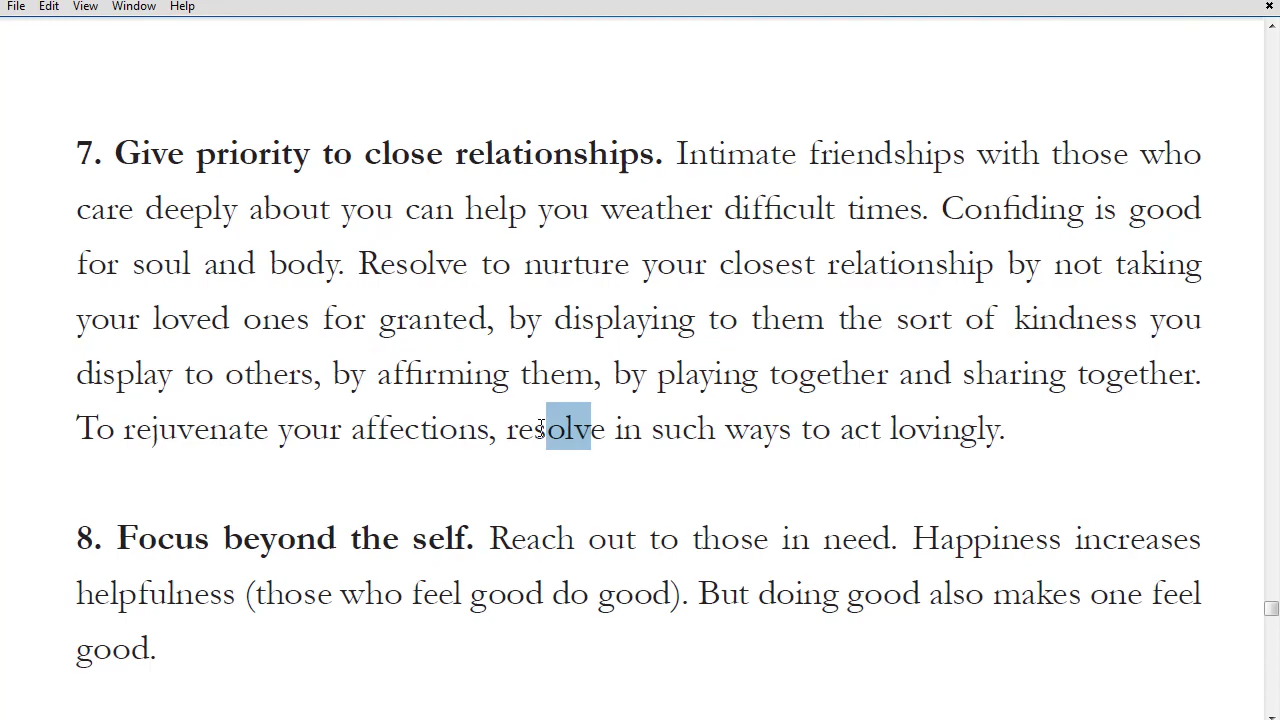 File Edit View Window Help
7. Give priority to close relationships. Intimate friendships with those who
care deeply about you can help you weather difficult times. Confiding is good
for soul and body. Resolve to nurture your closest relationship by not taking
your loved ones for granted, by displaying to them the sort of kindness you
display to others, by affirming them, by playing together and sharing together.
To rejuvenate your affections, resolve in such ways to act lovingly.
8. Focus beyond the self. Reach out to those in need. Happiness increases
helpfulness (those who feel good do good). But doing good also makes one feel
good.